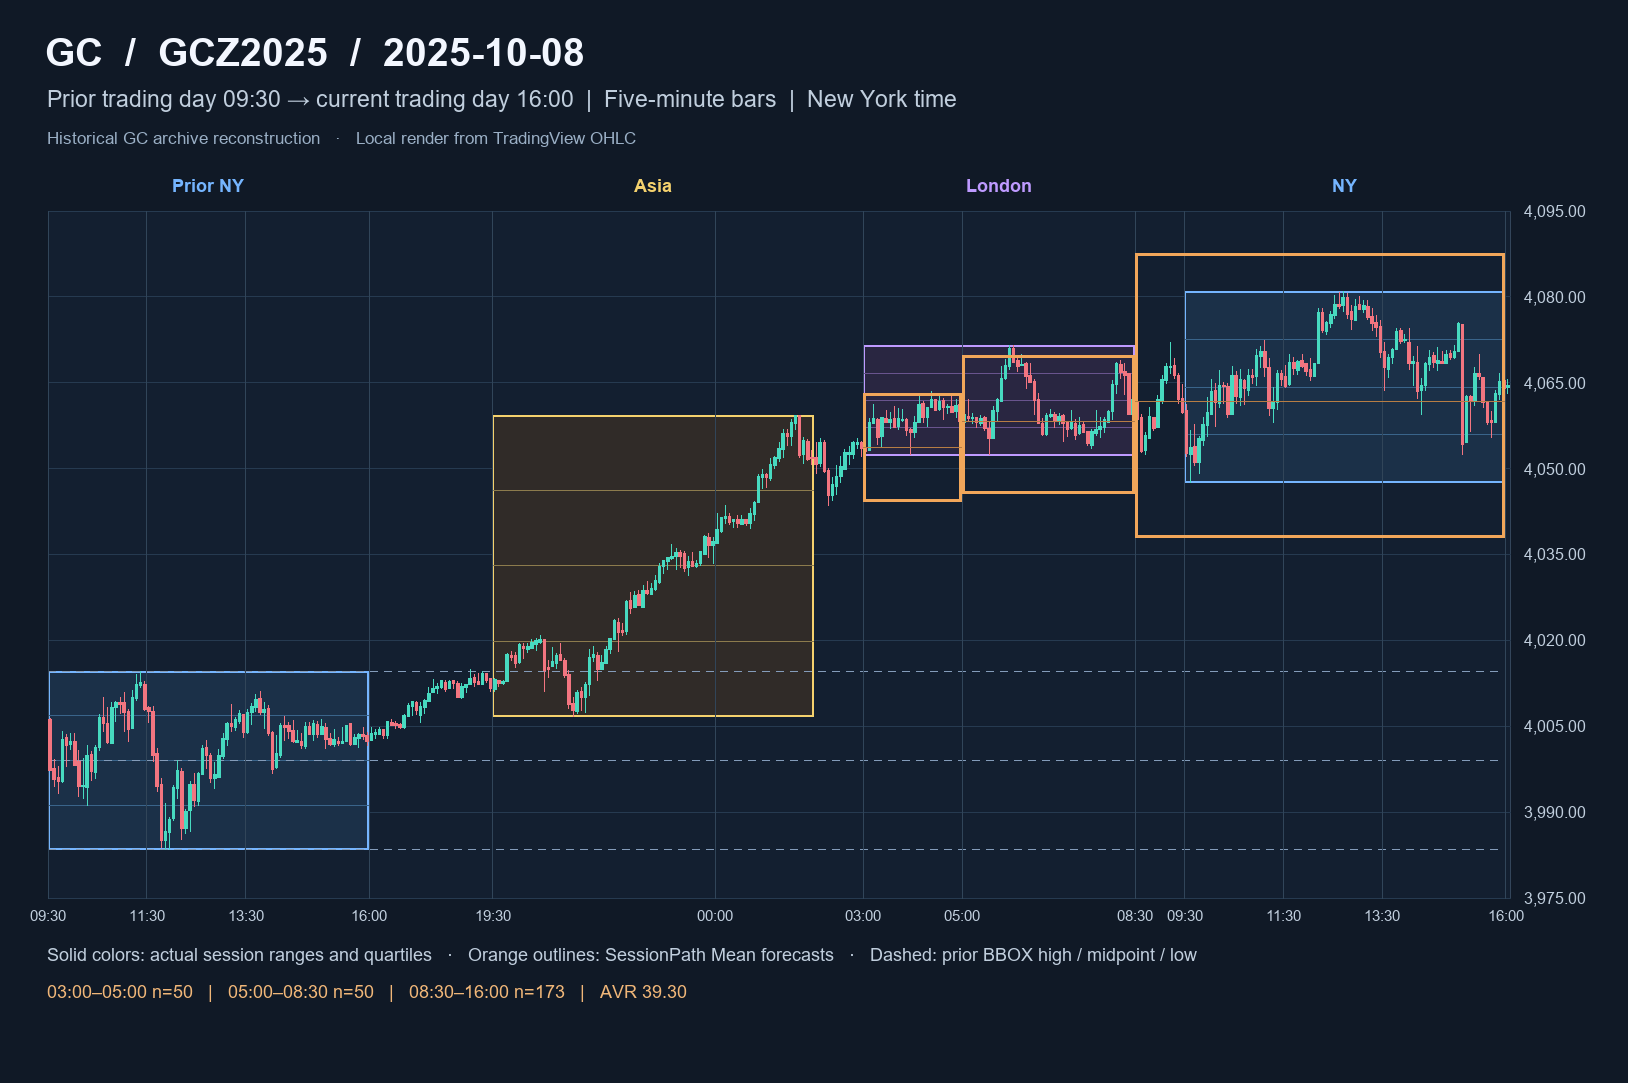 GC / GCZ2025 / 2025-10-08
Prior trading day 09:30 → current trading day 16:00 | Five-minute bars | New York time
Historical GC archive reconstruction · Local render from TradingView OHLC
Prior NY Asia London NY
4,095.00
4,080.00
4,065.00
4,050.00
4,035.00
4,020.00
4,005.00
3,990.00
3,975.00
09:30 11:30 13:30 16:00 19:30 00:00 03:00 05:00 08:30 09:30 11:30 13:30 16:00
Solid colors: actual session ranges and quartiles · Orange outlines: SessionPath Mean forecasts · Dashed: prior BBOX high / midpoint / low
03:00–05:00 n=50 | 05:00–08:30 n=50 | 08:30–16:00 n=173 | AVR 39.30